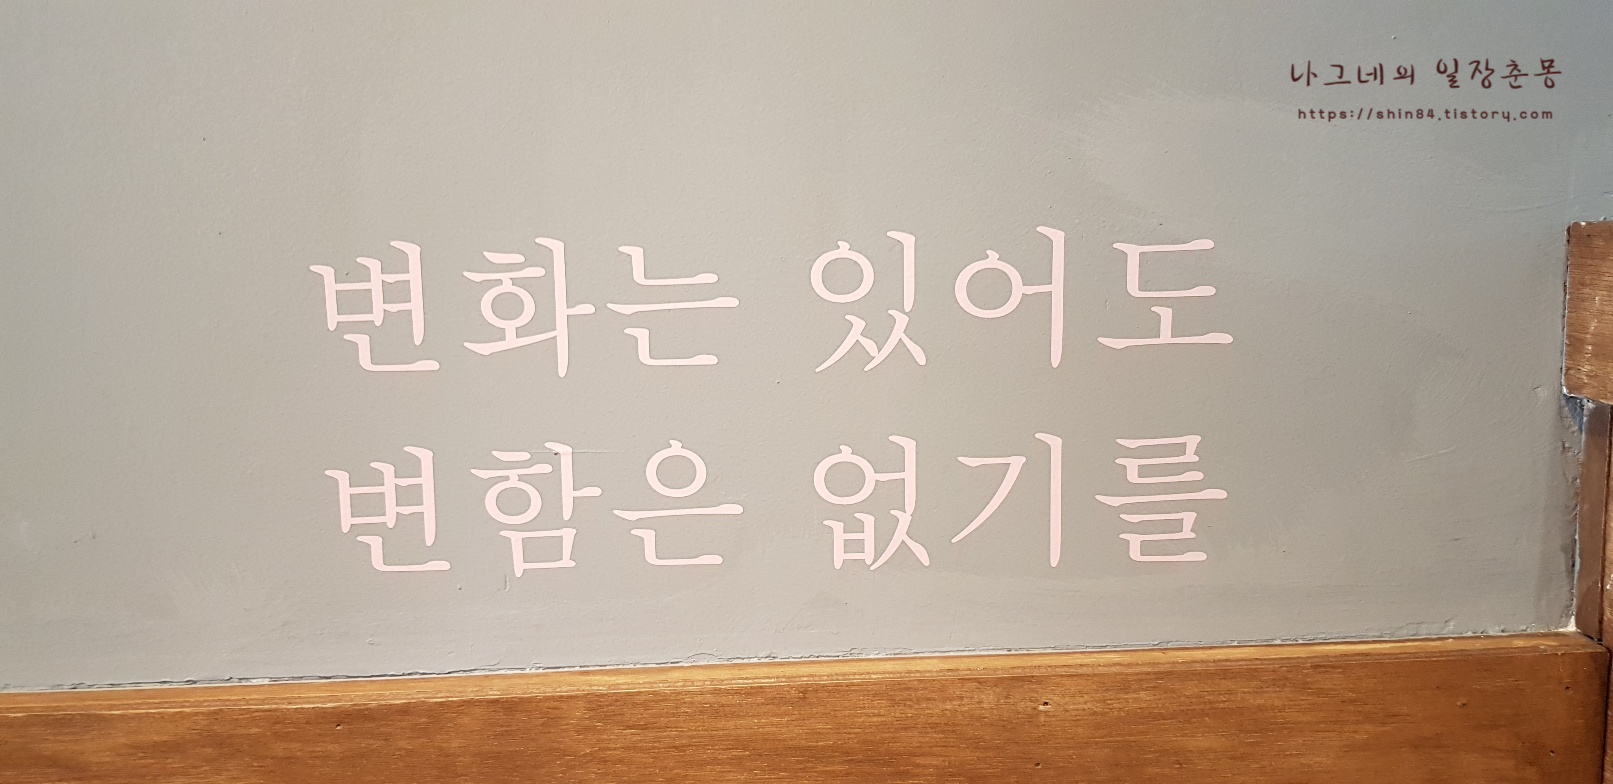 나그네의 일장춘몽
https://shin84.tistory.com
변화는 있어도
변함은 없기를